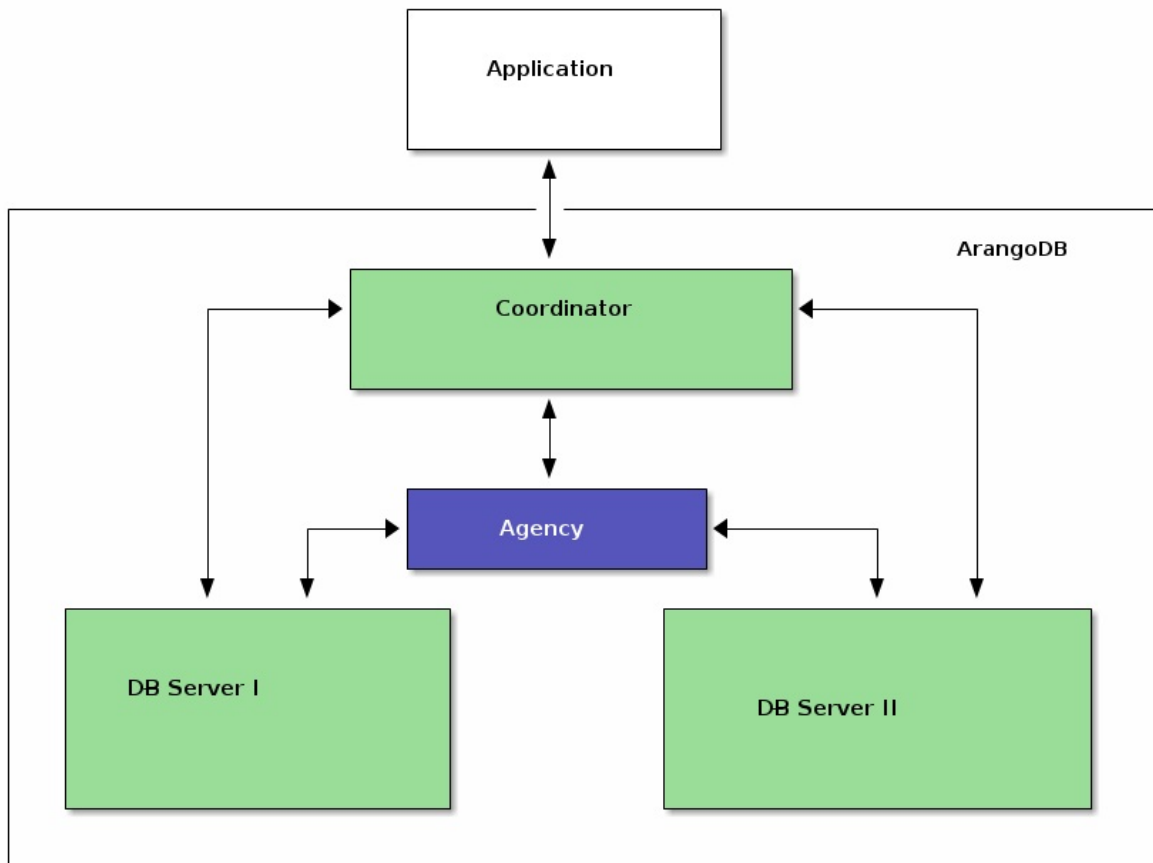 Application
ArangoDB
Coordinator
Agency
DB Server I
DB Server II